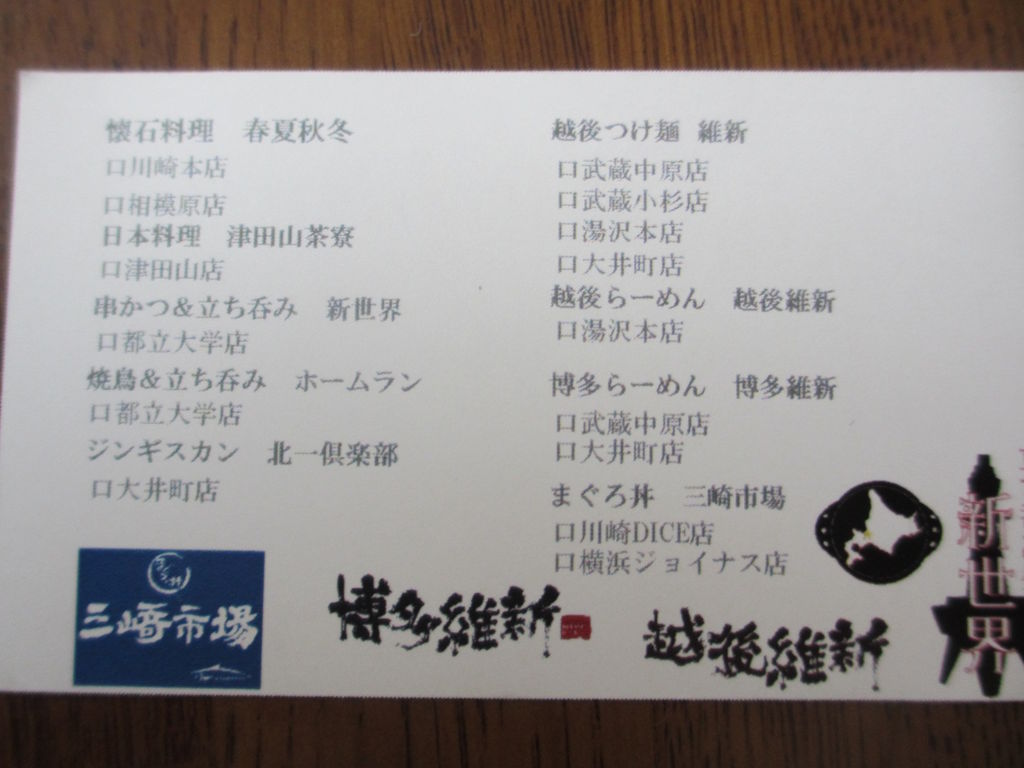 懐石料理　春夏秋冬
口川崎本店
口相模原店
日本料理　津田山茶寮
口津田山店
串かつ＆立ち呑み　新世界
口都立大学店
焼鳥＆立ち呑み　ホームラン
口都立大学店
ジンギスカン　北一倶楽部
口大井町店
越後つけ麺　維新
口武蔵中原店
口武蔵小杉店
口湯沢本店
口大井町店
越後らーめん　越後維新
口湯沢本店
博多らーめん　博多維新
口武蔵中原店
口大井町店
まぐろ丼　三崎市場
口川崎DICE店
口横浜ジョイナス店
三崎市場
博多維新
越後維新
新世界